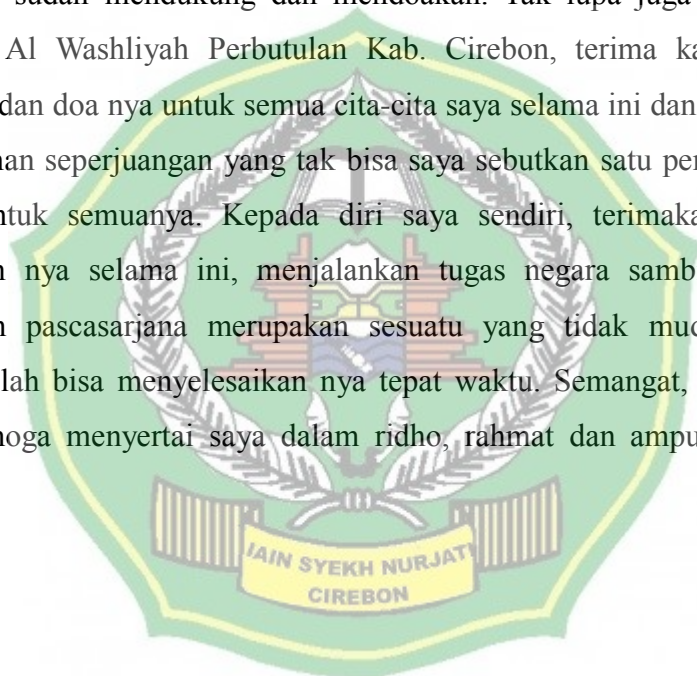 sudah mendukung dan mendoakan. Tak lupa juga
Al Washliyah Perbutulan Kab. Cirebon, terima ka
dan doa nya untuk semua cita-cita saya selama ini dan
an seperjuangan yang tak bisa saya sebutkan satu per
ntuk semuanya. Kepada diri saya sendiri, terimaka
nya selama ini, menjalankan tugas negara samb
pascasarjana merupakan sesuatu yang tidak mud
lah bisa menyelesaikan nya tepat waktu. Semangat,
oga menyertai saya dalam ridho, rahmat dan ampu
IAIN SYEKH NURJATI
CIREBON